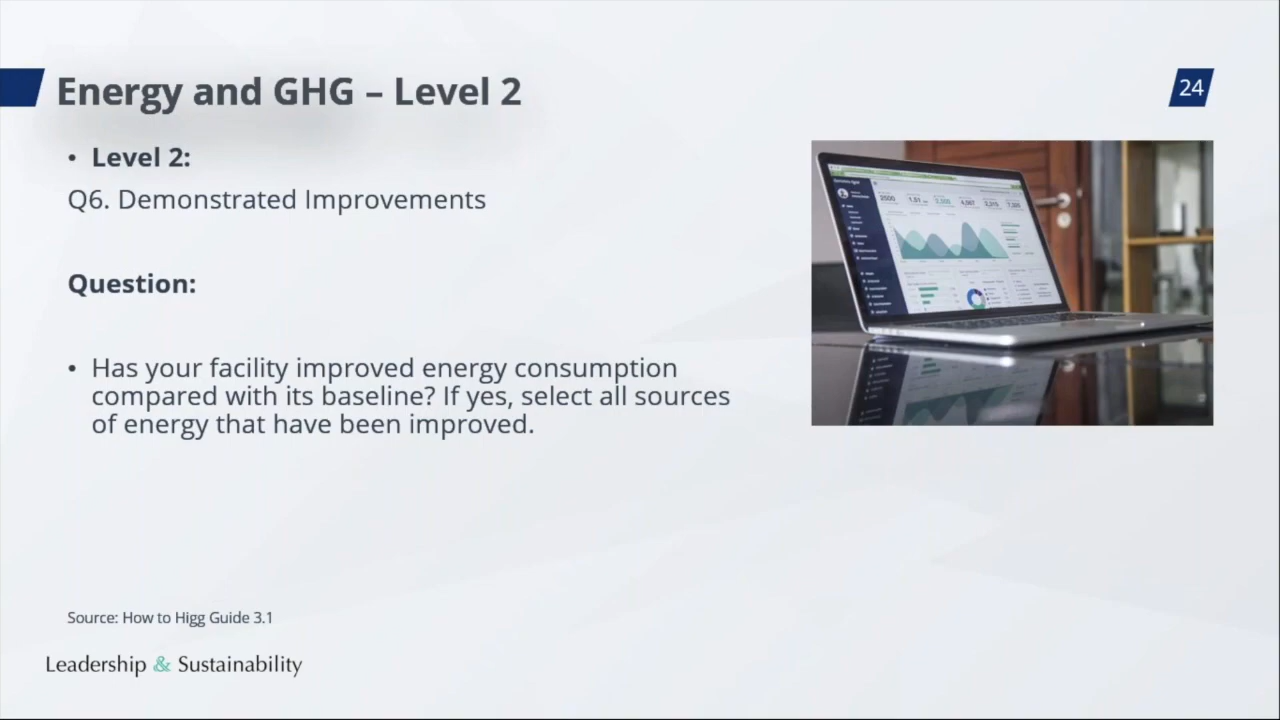 Energy and GHG – Level 2
24
• Level 2:
Q6. Demonstrated Improvements
Question:
• Has your facility improved energy consumption
compared with its baseline? If yes, select all sources
of energy that have been improved.
Source: How to Higg Guide 3.1
Leadership & Sustainability